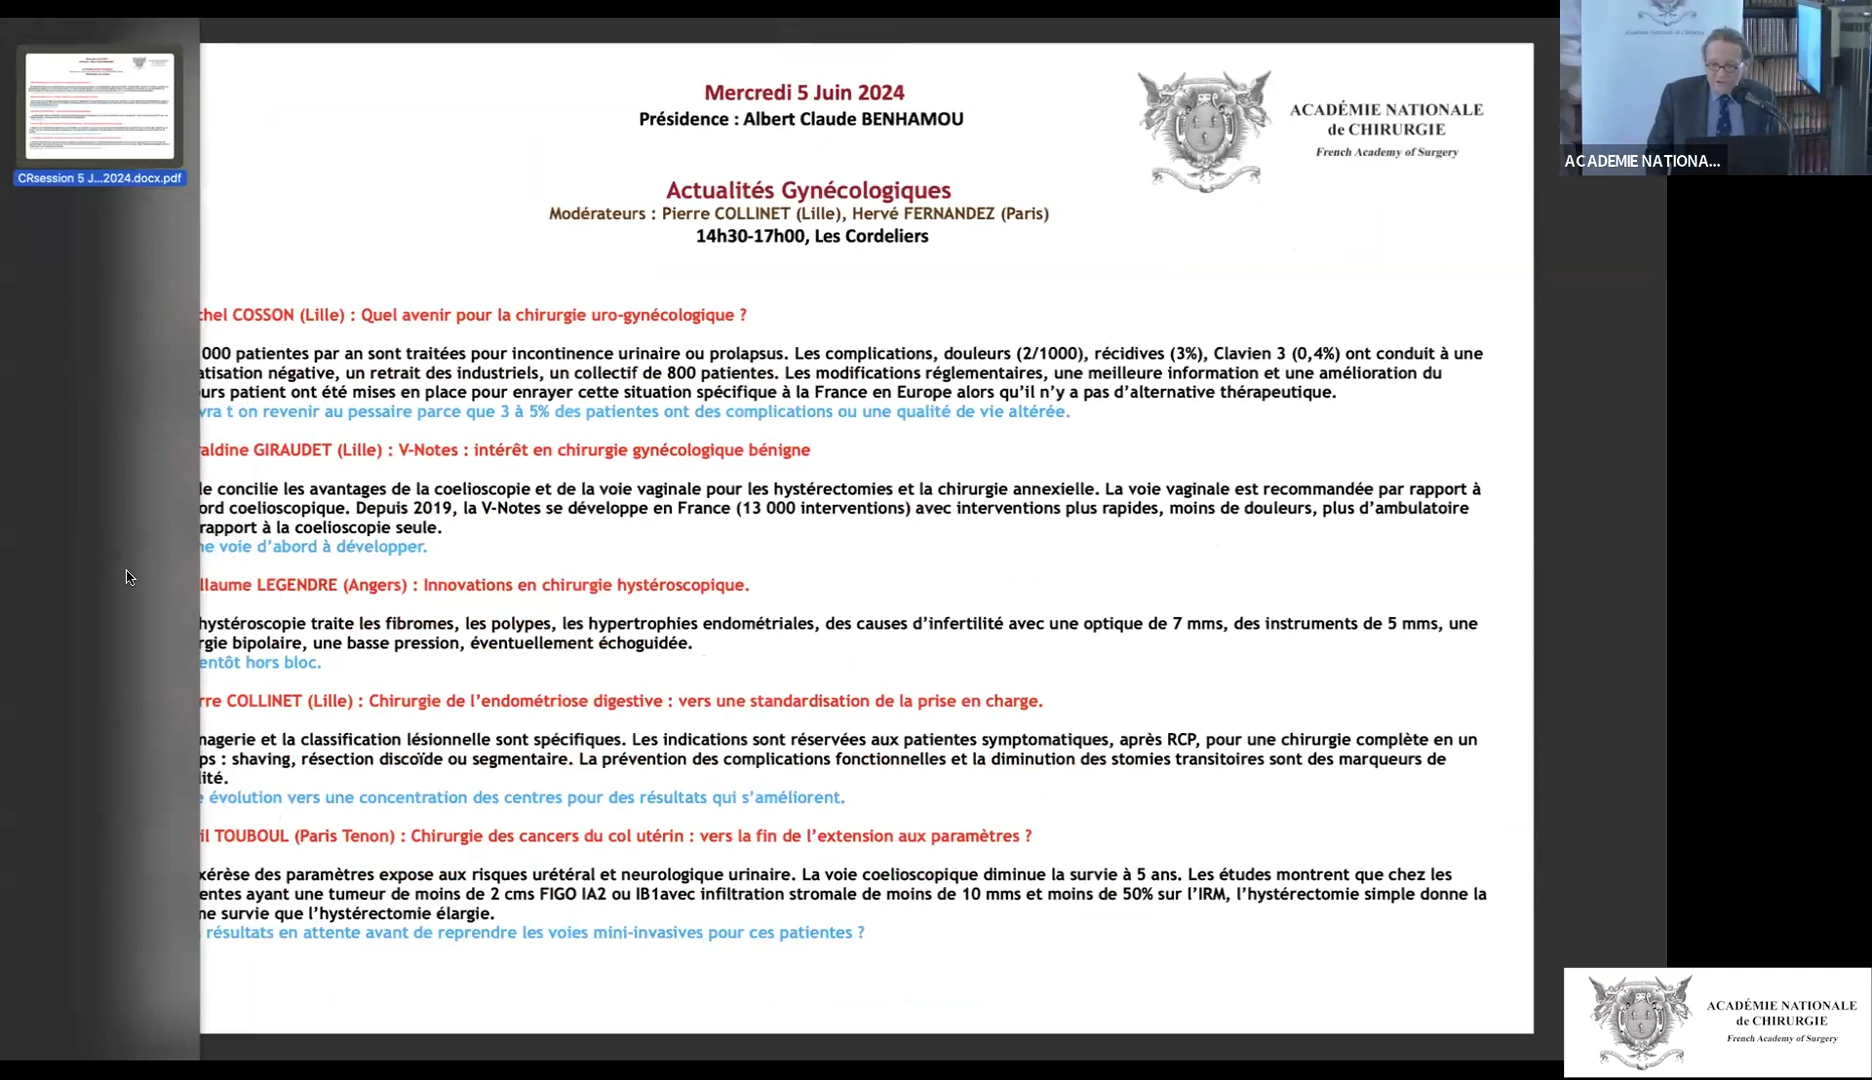 Mercredi 5 Juin 2024
Présidence : Albert Claude BENHAMOU
ACADÉMIE NATIONALE
de CHIRURGIE
French Academy of Surgery
ACADEMIE NATIONA...
CRsession 5 J...2024.docx.pdf
Actualités Gynécologiques
Modérateurs : Pierre COLLINET (Lille), Hervé FERNANDEZ (Paris)
14h30-17h00, Les Cordeliers
chel COSSON (Lille) : Quel avenir pour la chirurgie uro-gynécologique ?
000 patientes par an sont traitées pour incontinence urinaire ou prolapsus. Les complications, douleurs (2/1000), récidives (3%), Clavien 3 (0,4%) ont conduit à une
atisation négative, un retrait des industriels, un collectif de 800 patientes. Les modifications réglementaires, une meilleure information et une amélioration du
urs patient ont été mises en place pour enrayer cette situation spécifique à la France en Europe alors qu'il n'y a pas d'alternative thérapeutique.
vra t on revenir au pessaire parce que 3 à 5% des patientes ont des complications ou une qualité de vie altérée.
raldine GIRAUDET (Lille) : V-Notes : intérêt en chirurgie gynécologique bénigne
le concilie les avantages de la coelioscopie et de la voie vaginale pour les hystérectomies et la chirurgie annexielle. La voie vaginale est recommandée par rapport à
ord coelioscopique. Depuis 2019, la V-Notes se développe en France (13 000 interventions) avec interventions plus rapides, moins de douleurs, plus d'ambulatoire
rapport à la coelioscopie seule.
ne voie d'abord à développer.
llaume LEGENDRE (Angers) : Innovations en chirurgie hystéroscopique.
hystéroscopie traite les fibromes, les polypes, les hypertrophies endométriales, des causes d'infertilité avec une optique de 7 mms, des instruments de 5 mms, une
rgie bipolaire, une basse pression, éventuellement échoguidée.
entôt hors bloc.
rre COLLINET (Lille) : Chirurgie de l'endométriose digestive : vers une standardisation de la prise en charge.
nagerie et la classification lésionnelle sont spécifiques. Les indications sont réservées aux patientes symptomatiques, après RCP, pour une chirurgie complète en un
ps : shaving, résection discoïde ou segmentaire. La prévention des complications fonctionnelles et la diminution des stomies transitoires sont des marqueurs de
lité.
e évolution vers une concentration des centres pour des résultats qui s'améliorent.
il TOUBOUL (Paris Tenon) : Chirurgie des cancers du col utérin : vers la fin de l'extension aux paramètres ?
xérèse des paramètres expose aux risques urétéral et neurologique urinaire. La voie coelioscopique diminue la survie à 5 ans. Les études montrent que chez les
entes ayant une tumeur de moins de 2 cms FIGO IA2 ou IB1avec infiltration stromale de moins de 10 mms et moins de 50% sur l'IRM, l'hystérectomie simple donne la
ne survie que l'hystérectomie élargie.
résultats en attente avant de reprendre les voies mini-invasives pour ces patientes ?
ACADÉMIE NATIONALE
de CHIRURGIE
French Academy of Surgery